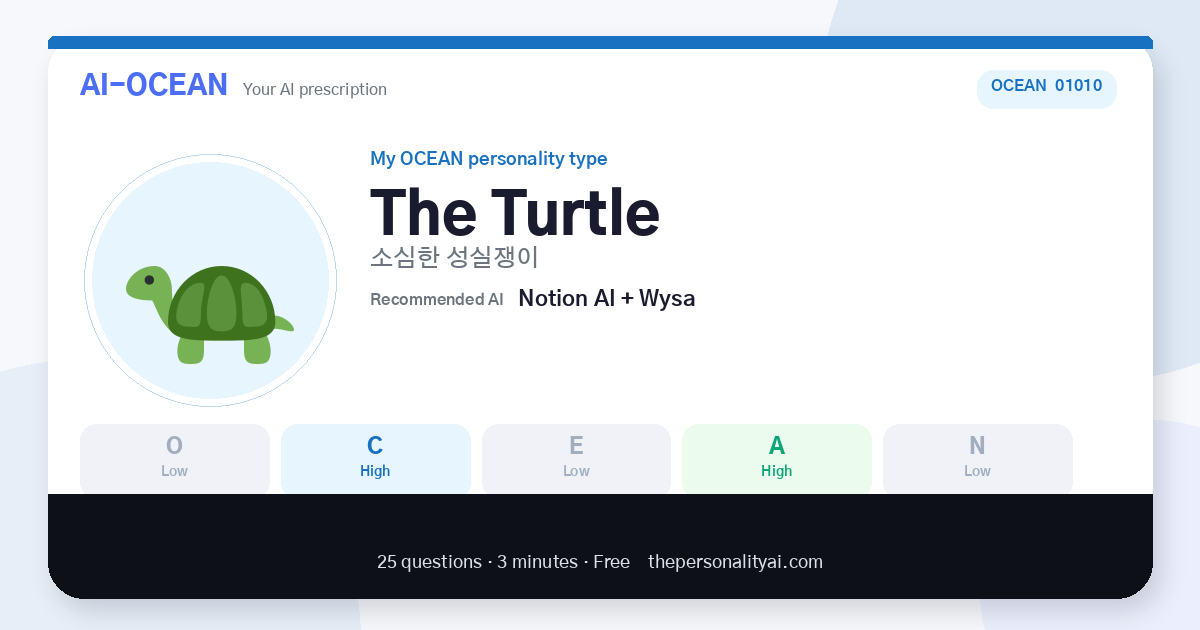 AI-OCEAN Your AI prescription
OCEAN 01010
My OCEAN personality type
The Turtle
소심한 성실쟁이
Recommended AI Notion AI + Wysa
O
Low
C
High
E
Low
A
High
N
Low
25 questions · 3 minutes · Free thepersonalityai.com